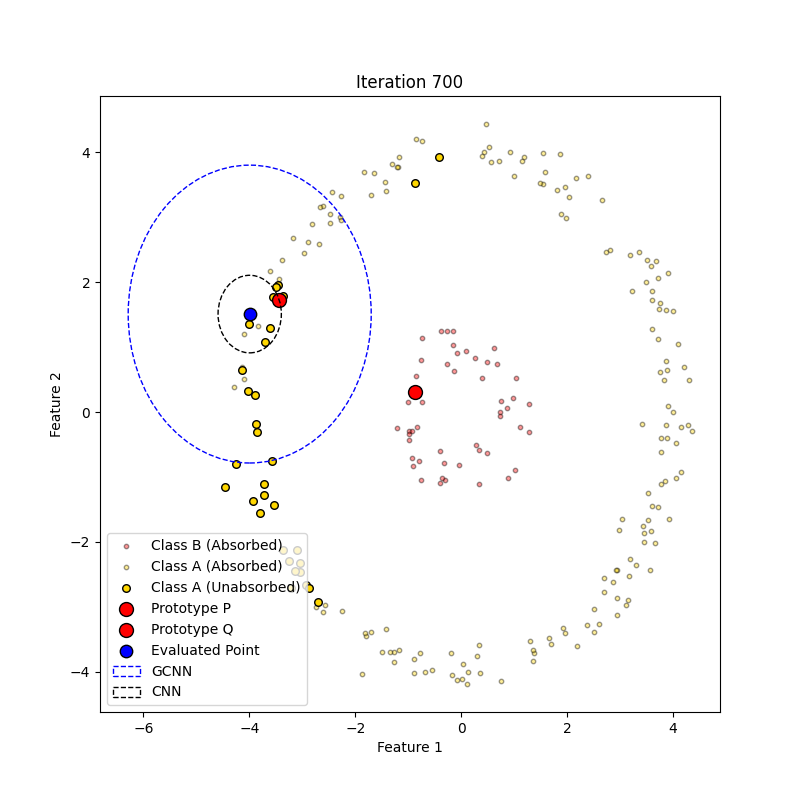 Iteration 700
4
2
0
−2
−4
Feature 2
Class B (Absorbed)
Class A (Absorbed)
Class A (Unabsorbed)
Prototype P
Prototype Q
Evaluated Point
GCNN
CNN
−6 −4 −2 0 2 4
Feature 1